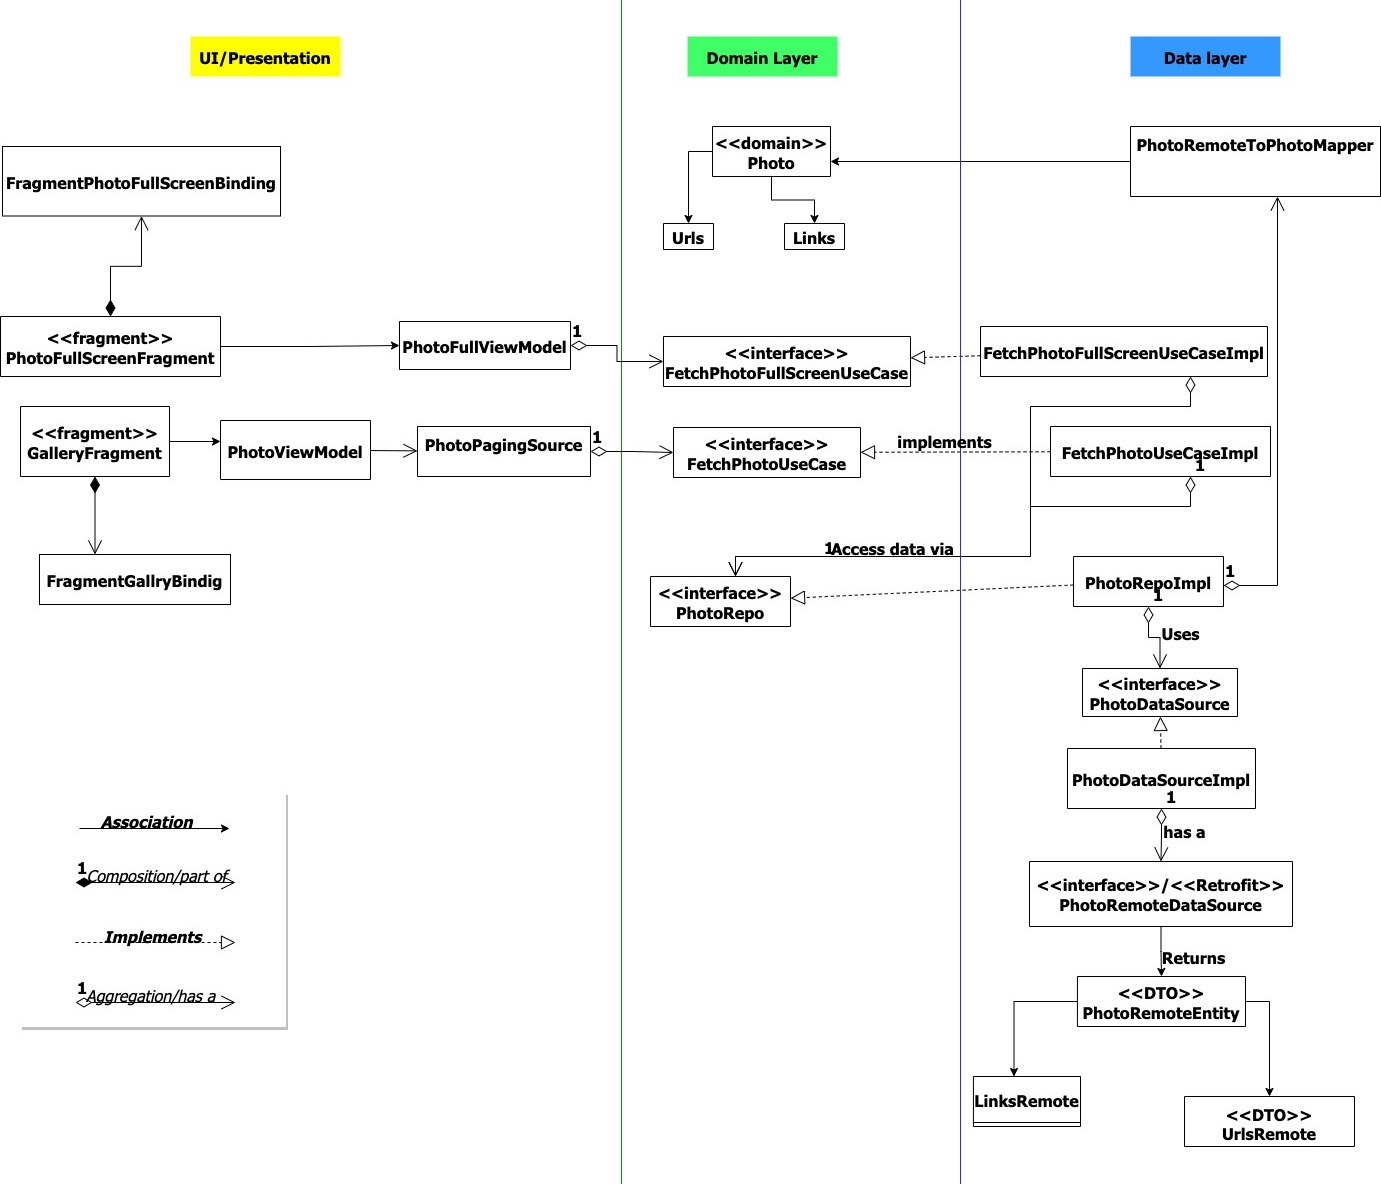 UI/Presentation
Domain Layer
Data layer
<<domain>>
Photo
PhotoRemoteToPhotoMapper
FragmentPhotoFullScreenBinding
Urls
Links
<<fragment>>
PhotoFullScreenFragment
PhotoFullViewModel
1
<<interface>>
FetchPhotoFullScreenUseCase
FetchPhotoFullScreenUseCaseImpl
<<fragment>>
GalleryFragment
PhotoViewModel
PhotoPagingSource
1
<<interface>>
FetchPhotoUseCase
implements
FetchPhotoUseCaseImpl
1
FragmentGallryBindig
1
Access data via
<<interface>>
PhotoRepo
PhotoRepoImpl
1
1
Uses
<<interface>>
PhotoDataSource
PhotoDataSourceImpl
1
has a
<<interface>>/<<Retrofit>>
PhotoRemoteDataSource
Returns
<<DTO>>
PhotoRemoteEntity
LinksRemote
<<DTO>>
UrlsRemote
Association
1
Composition/part of
Implements
1
Aggregation/has a